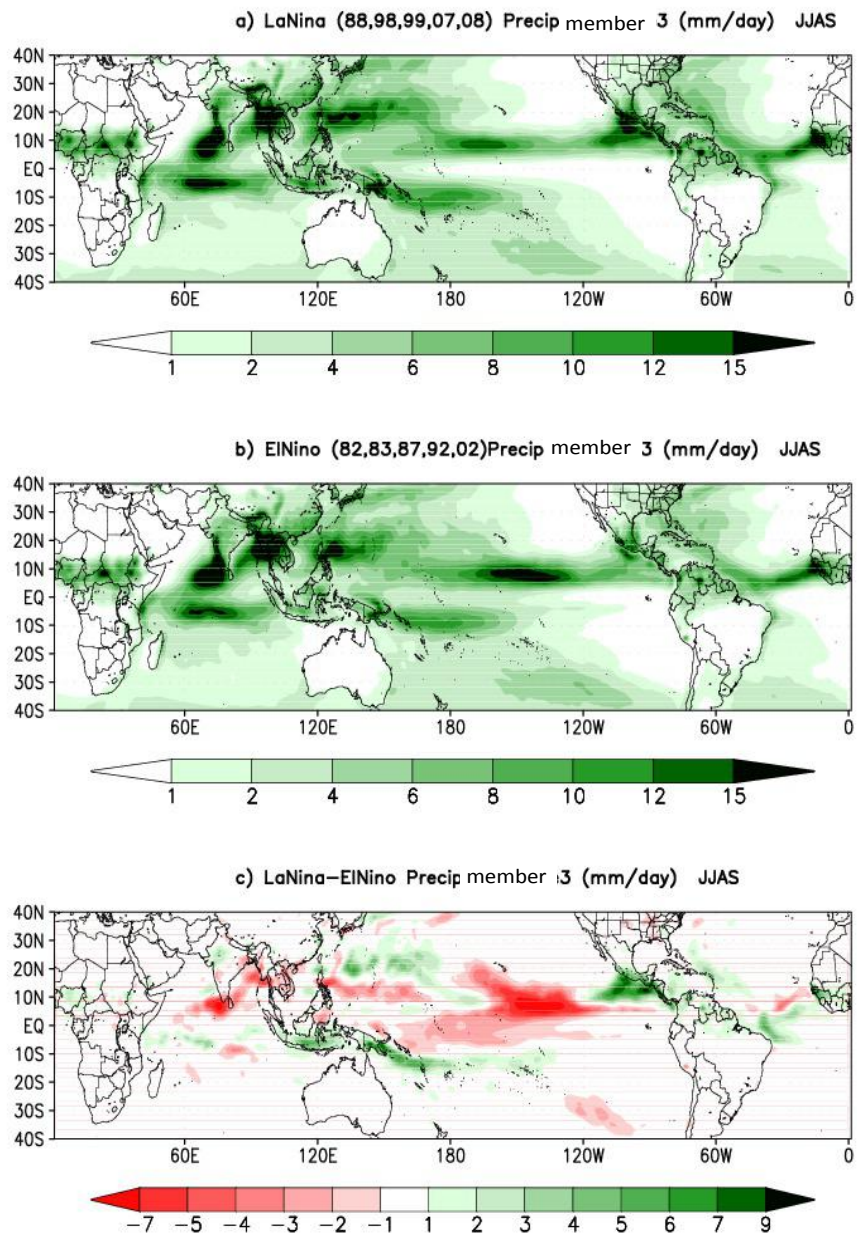 a) LaNina (88,98,99,07,08) Precip member 3 (mm/day) JJAS
40N
30N
20N
10N
EQ
10S
20S
30S
40S
60E 120E 180 120W 60W 0
1 2 4 6 8 10 12 15
b) ElNino (82,83,87,92,02)Precip member 3 (mm/day) JJAS
40N
30N
20N
10N
EQ
10S
20S
30S
40S
60E 120E 180 120W 60W 0
1 2 4 6 8 10 12 15
c) LaNina-ElNino Precip member 3 (mm/day) JJAS
40N
30N
20N
10N
EQ
10S
20S
30S
40S
60E 120E 180 120W 60W 0
-7 -5 -4 -3 -2 -1 1 2 3 4 5 6 7 9